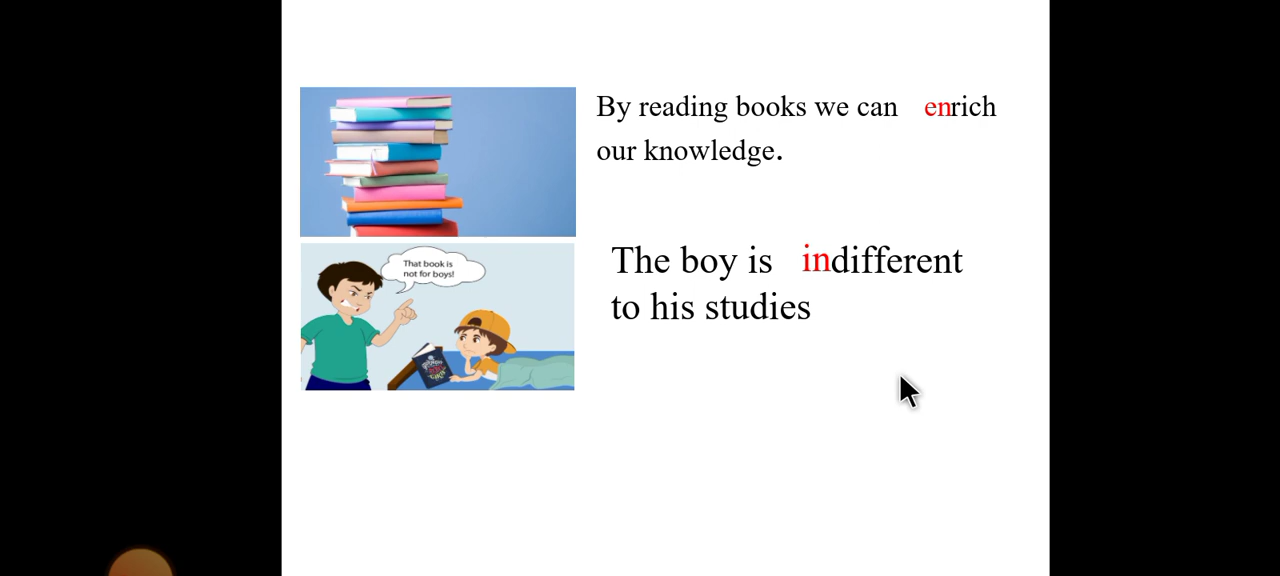 By reading books we can enrich
our knowledge.
That book is
not for boys!
The boy is indifferent
to his studies